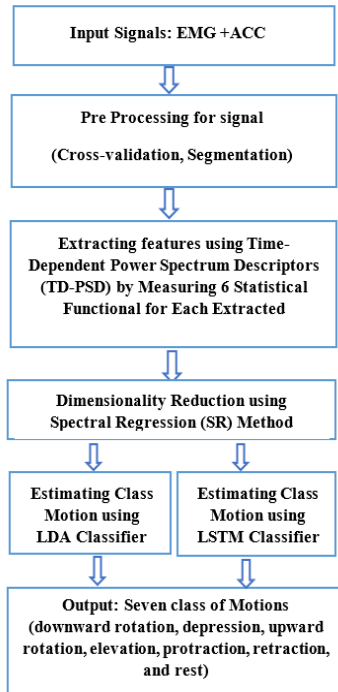 Input Signals: EMG +ACC
Pre Processing for signal
(Cross-validation, Segmentation)
Extracting features using Time-
Dependent Power Spectrum Descriptors
(TD-PSD) by Measuring 6 Statistical
Functional for Each Extracted
Dimensionality Reduction using
Spectral Regression (SR) Method
Estimating Class
Motion using
LDA Classifier
Estimating Class
Motion using
LSTM Classifier
Output: Seven class of Motions
(downward rotation, depression, upward
rotation, elevation, protraction, retraction,
and rest)